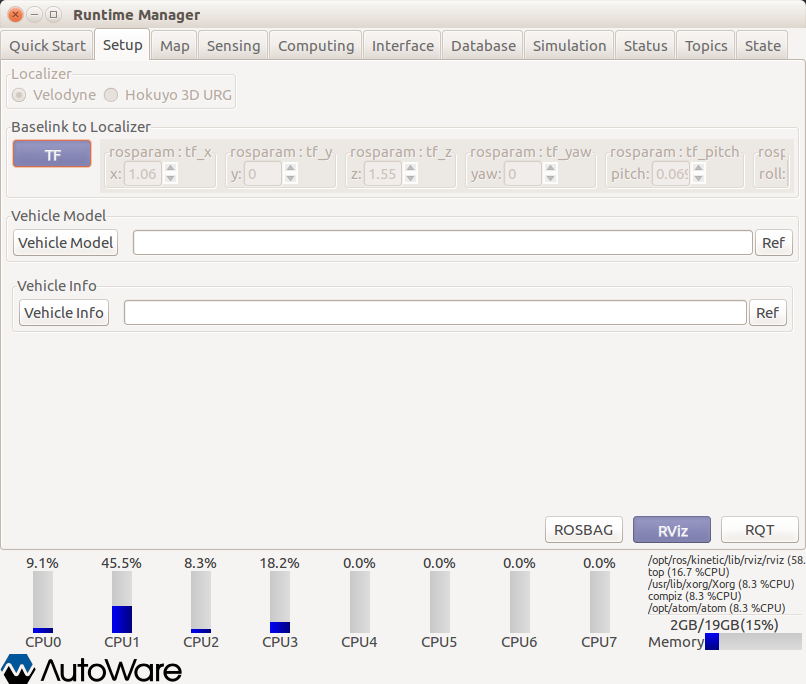 Runtime Manager
Quick Start Setup Map Sensing Computing Interface Database Simulation Status Topics State
Localizer
Velodyne Hokuyo 3D URG
Baselink to Localizer
TF
rosparam : tf_x rosparam : tf_y rosparam : tf_z rosparam : tf_yaw rosparam : tf_pitch rosp
x: 1.06 y: 0 z: 1.55 yaw: 0 pitch: 0.069 roll:
Vehicle Model
Vehicle Model Ref
Vehicle Info
Vehicle Info Ref
ROSBAG RViz RQT
9.1% 45.5% 8.3% 18.2% 0.0% 0.0% 0.0% 0.0%
CPU0 CPU1 CPU2 CPU3 CPU4 CPU5 CPU6 CPU7
/opt/ros/kinetic/lib/rviz/rviz (58.
top (16.7 %CPU)
/usr/lib/xorg/Xorg (8.3 %CPU)
compiz (8.3 %CPU)
/opt/atom/atom (8.3 %CPU)
2GB/19GB(15%)
Memory
AutoWare